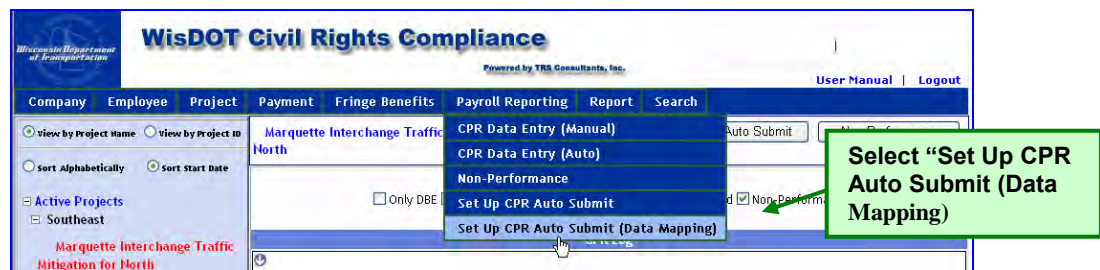 Wisconsin Department
of Transportation
WisDOT Civil Rights Compliance
Powered by TRS Consultants, Inc.
User Manual | Logout
Company Employee Project Payment Fringe Benefits Payroll Reporting Report Search
View by Project Name View by Project ID
Sort Alphabetically Sort Start Date
Active Projects
Southeast
Marquette Interchange Traffic
Mitigation for North
Marquette Interchange Traffic
North
Auto Submit
CPR Data Entry (Manual)
CPR Data Entry (Auto)
Non-Performance
Set Up CPR Auto Submit
Set Up CPR Auto Submit (Data Mapping)
Only DBE
Select “Set Up CPR
Auto Submit (Data
Mapping)